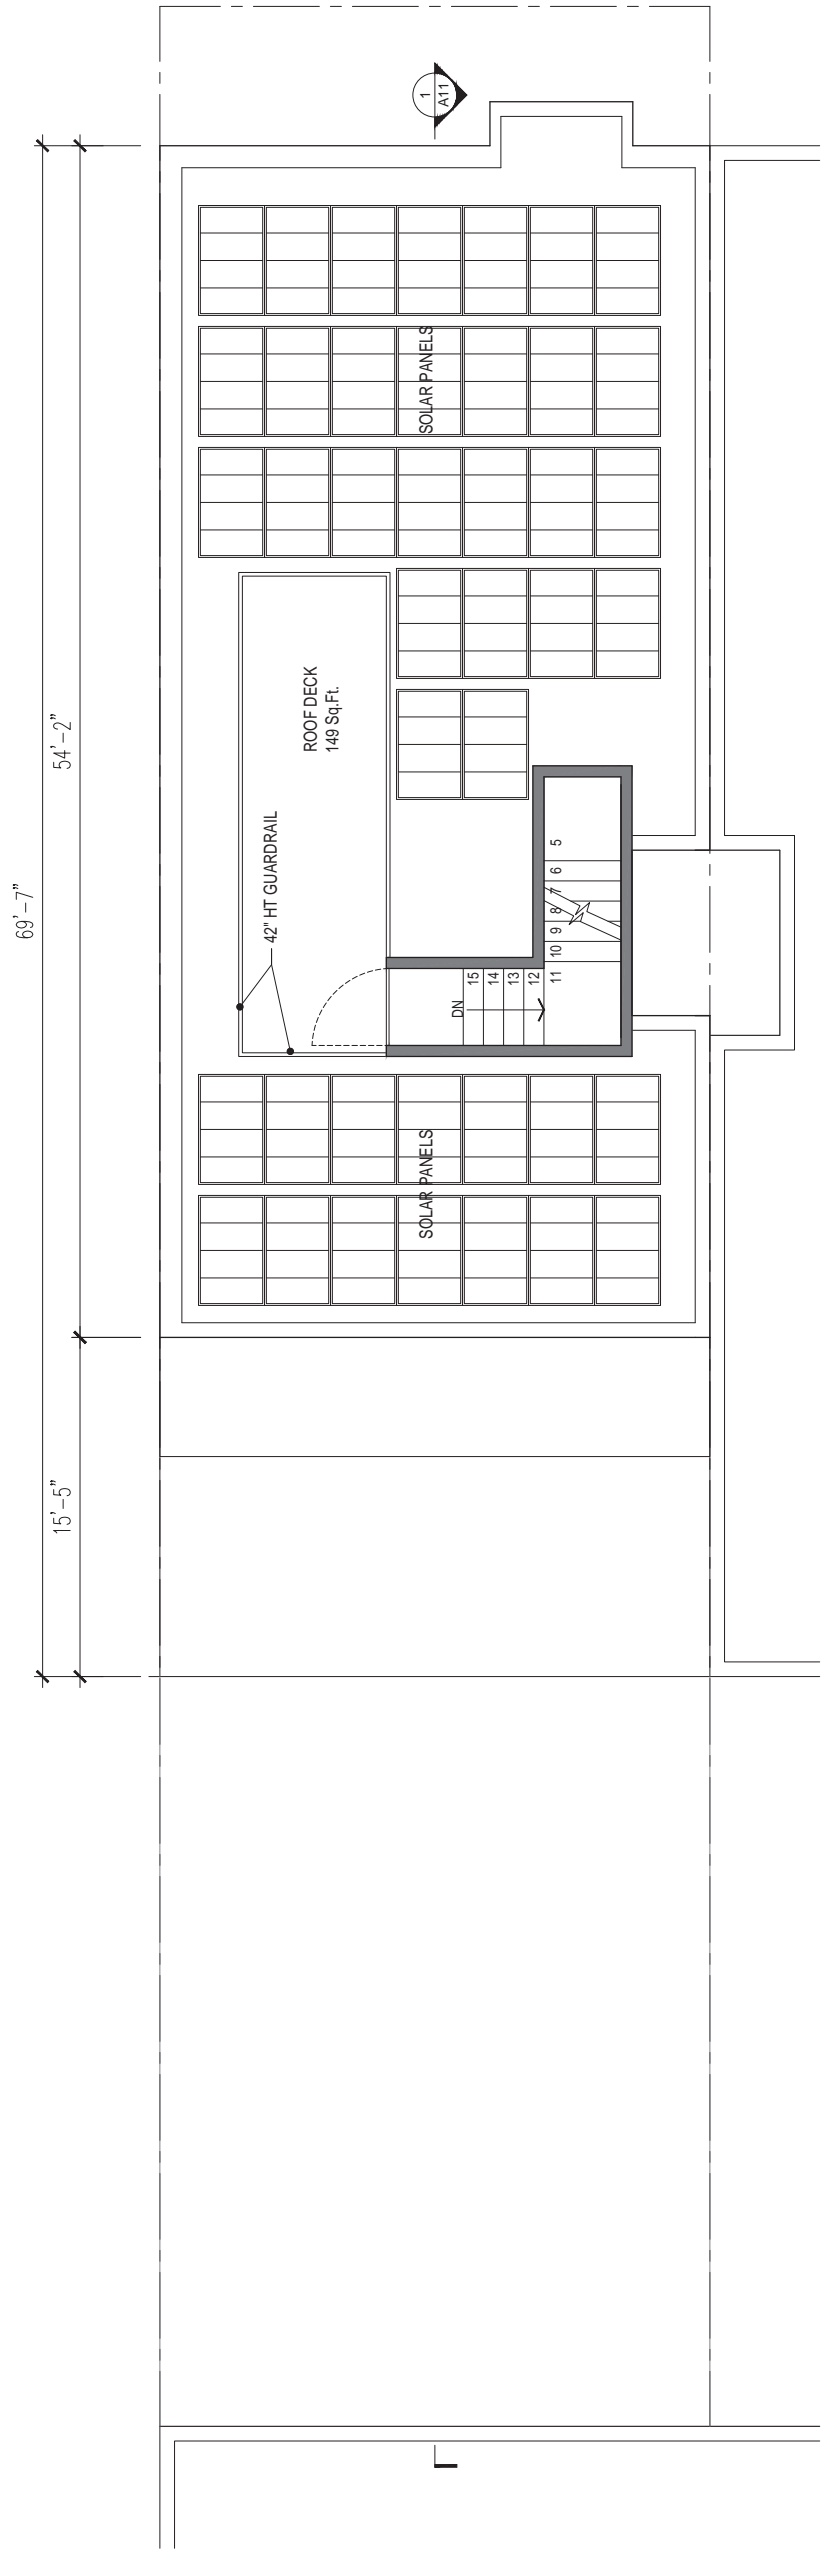 1
A11
SOLAR PANELS
ROOF DECK
149 Sq.Ft.
42" HT GUARDRAIL
69'-7"
54'-2"
15'-5"
DN
15
14
13
12
11
10
9
8
7
6
5
SOLAR PANELS